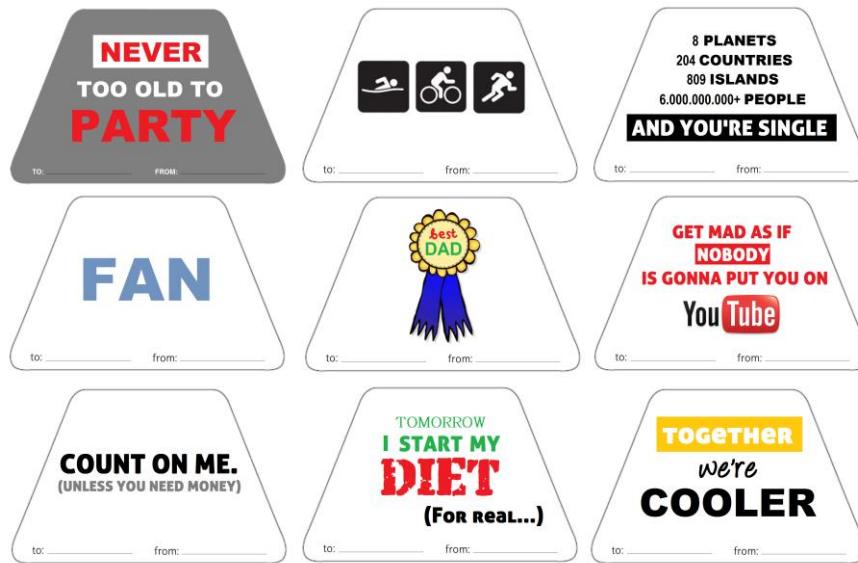 NEVER
TOO OLD TO
PARTY
TO: FROM:
to: from:
8 PLANETS
204 COUNTRIES
809 ISLANDS
6.000.000.000+ PEOPLE
AND YOU'RE SINGLE
to: from:
FAN
to: from:
best
DAD
to: from:
GET MAD AS IF
NOBODY
IS GONNA PUT YOU ON
YouTube
to: from:
COUNT ON ME.
(UNLESS YOU NEED MONEY)
to: from:
TOMORROW
I START MY
DIET
(FOR REAL...)
to: from:
TOGETHER
we're
COOLER
to: from: